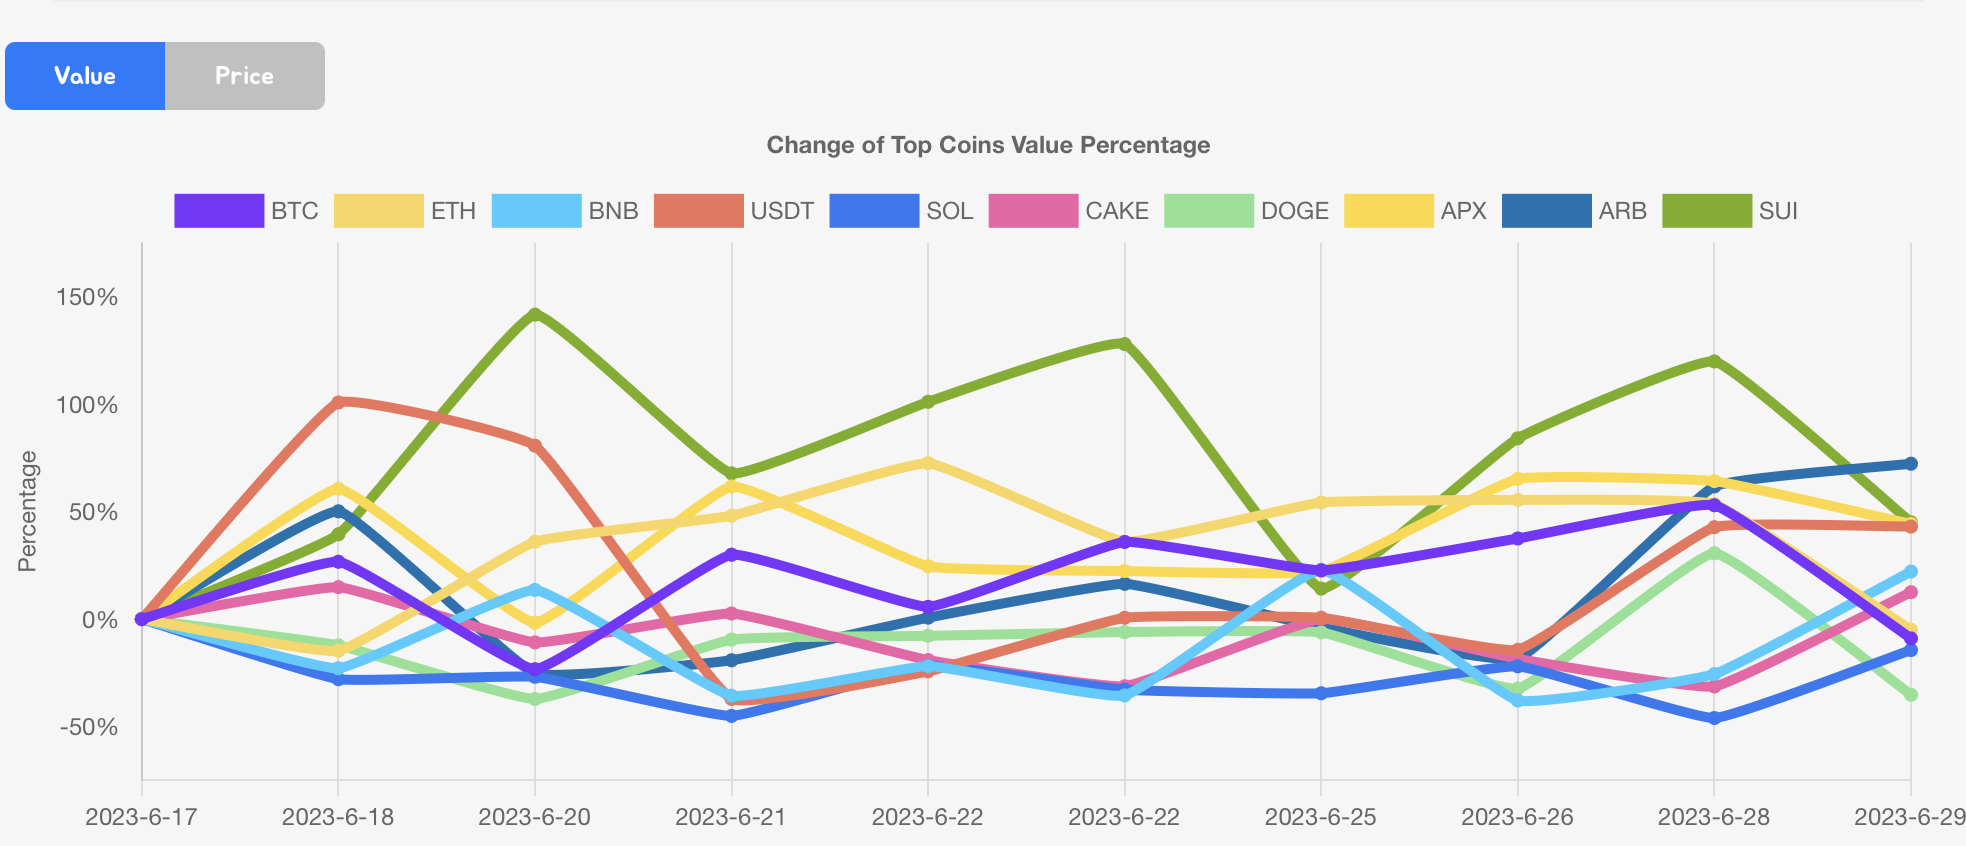 Value Price
Change of Top Coins Value Percentage
BTC ETH BNB USDT SOL CAKE DOGE APX ARB SUI
150%
100%
50%
0%
-50%
Percentage
2023-6-17 2023-6-18 2023-6-20 2023-6-21 2023-6-22 2023-6-22 2023-6-25 2023-6-26 2023-6-28 2023-6-29